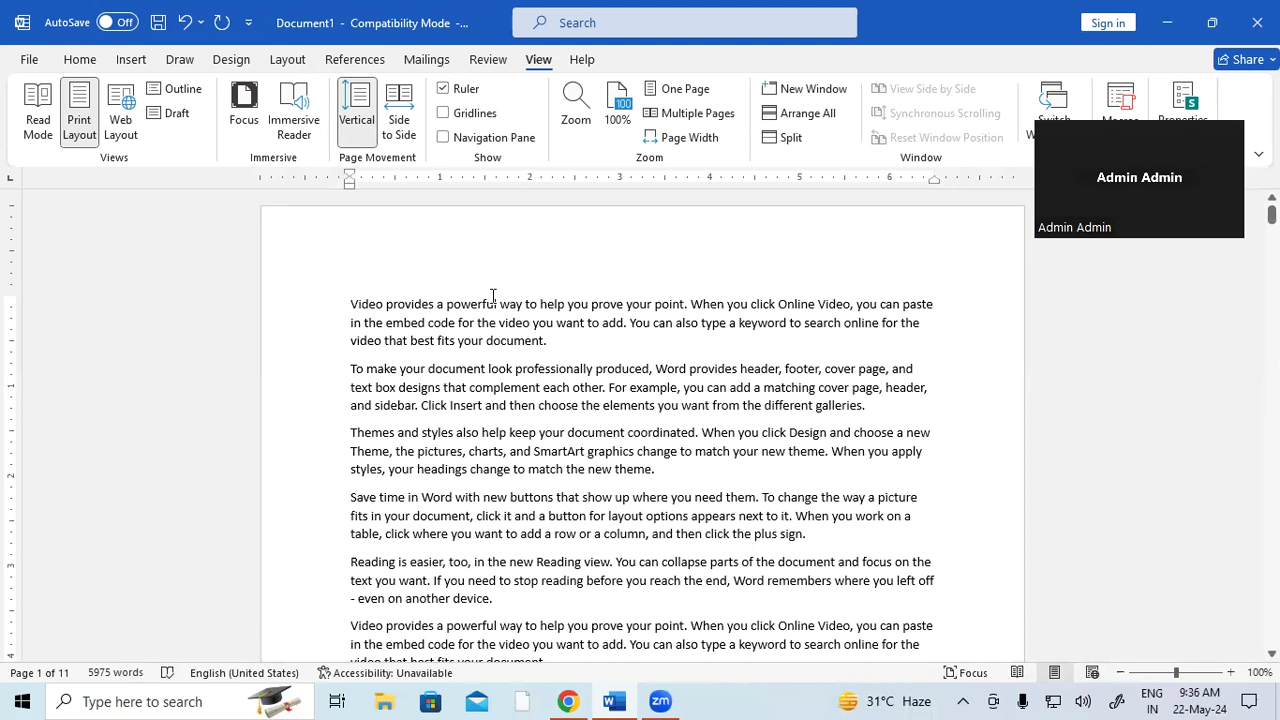 AutoSave Off Document1 - Compatibility Mode -... Search Sign in
File Home Insert Draw Design Layout References Mailings Review View Help Share
Read Mode
Print Layout
Web Layout
Outline
Draft
Views
Focus
Immersive Reader
Immersive
Vertical
Side to Side
Page Movement
Ruler
Gridlines
Navigation Pane
Show
Zoom
100
100%
One Page
Multiple Pages
Page Width
Zoom
New Window
Arrange All
Split
View Side by Side
Synchronous Scrolling
Reset Window Position
Window
Admin Admin
Admin Admin
1 2 3 4 5 6
Video provides a powerful way to help you prove your point. When you click Online Video, you can paste
in the embed code for the video you want to add. You can also type a keyword to search online for the
video that best fits your document.
To make your document look professionally produced, Word provides header, footer, cover page, and
text box designs that complement each other. For example, you can add a matching cover page, header,
and sidebar. Click Insert and then choose the elements you want from the different galleries.
Themes and styles also help keep your document coordinated. When you click Design and choose a new
Theme, the pictures, charts, and SmartArt graphics change to match your new theme. When you apply
styles, your headings change to match the new theme.
Save time in Word with new buttons that show up where you need them. To change the way a picture
fits in your document, click it and a button for layout options appears next to it. When you work on a
table, click where you want to add a row or a column, and then click the plus sign.
Reading is easier, too, in the new Reading view. You can collapse parts of the document and focus on the
text you want. If you need to stop reading before you reach the end, Word remembers where you left off
- even on another device.
Video provides a powerful way to help you prove your point. When you click Online Video, you can paste
in the embed code for the video you want to add. You can also type a keyword to search online for the
video that best fits your document.
Page 1 of 11 5975 words English (United States) Accessibility: Unavailable Focus 100%
Type here to search
zm
31°C Haze
ENG
IN
9:36 AM
22-May-24